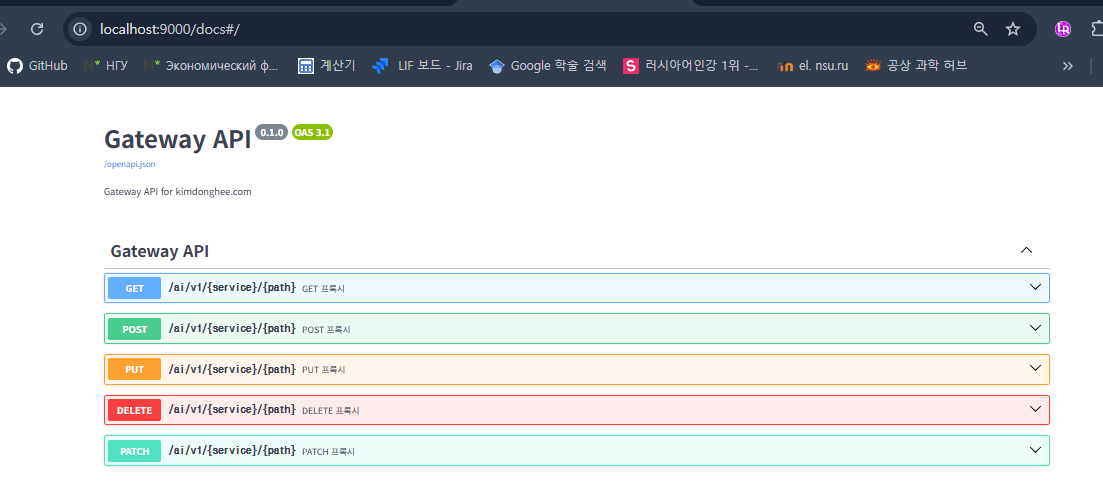 localhost:9000/docs#/
GitHub НГУ Экономический ф... 계산기 LIF 보드 - Jira Google 학술 검색 S 러시아어인강 1위 -... el. nsu.ru 공상 과학 허브 »
Gateway API 0.1.0 OAS 3.1
/openapi.json
Gateway API for kimdonghee.com
Gateway API
GET /ai/v1/{service}/{path} GET 프록시
POST /ai/v1/{service}/{path} POST 프록시
PUT /ai/v1/{service}/{path} PUT 프록시
DELETE /ai/v1/{service}/{path} DELETE 프록시
PATCH /ai/v1/{service}/{path} PATCH 프록시